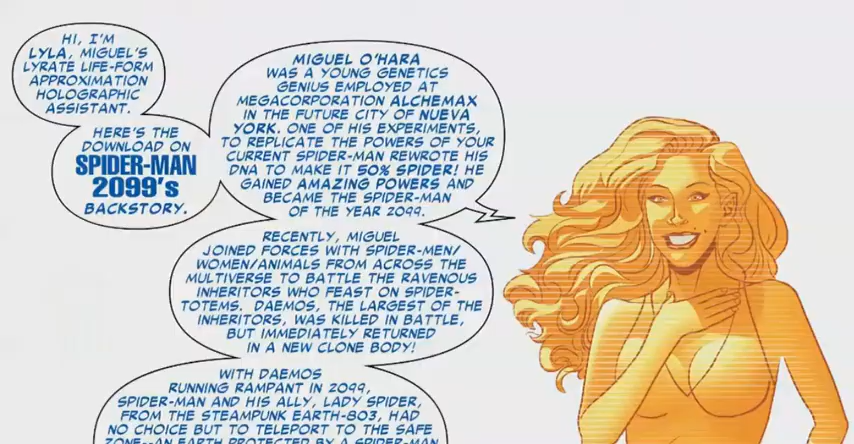 HI, I'M
LYLA, MIGUEL'S
LYRATE LIFE-FORM
APPROXIMATION
HOLOGRAPHIC
ASSISTANT.
HERE'S THE
DOWNLOAD ON
SPIDER-MAN
2099's
BACKSTORY.
MIGUEL O'HARA
WAS A YOUNG GENETICS
GENIUS EMPLOYED AT
MEGACORPORATION ALCHEMAX
IN THE FUTURE CITY OF NUEVA
YORK. ONE OF HIS EXPERIMENTS,
TO REPLICATE THE POWERS OF YOUR
CURRENT SPIDER-MAN REWROTE HIS
DNA TO MAKE IT 50% SPIDER! HE
GAINED AMAZING POWERS AND
BECAME THE SPIDER-MAN
OF THE YEAR 2099.
RECENTLY, MIGUEL
JOINED FORCES WITH SPIDER-MEN/
WOMEN/ANIMALS FROM ACROSS THE
MULTIVERSE TO BATTLE THE RAVENOUS
INHERITORS WHO FEAST ON SPIDER-
TOTEMS. DAEMOS, THE LARGEST OF THE
INHERITORS, WAS KILLED IN BATTLE,
BUT IMMEDIATELY RETURNED
IN A NEW CLONE BODY!
WITH DAEMOS
RUNNING RAMPANT IN 2099,
SPIDER-MAN AND HIS ALLY, LADY SPIDER,
FROM THE STEAMPUNK EARTH-803, HAD
NO CHOICE BUT TO TELEPORT TO THE SAFE
ZONE--AN EARTH PROTECTED BY A SPIDER-MAN